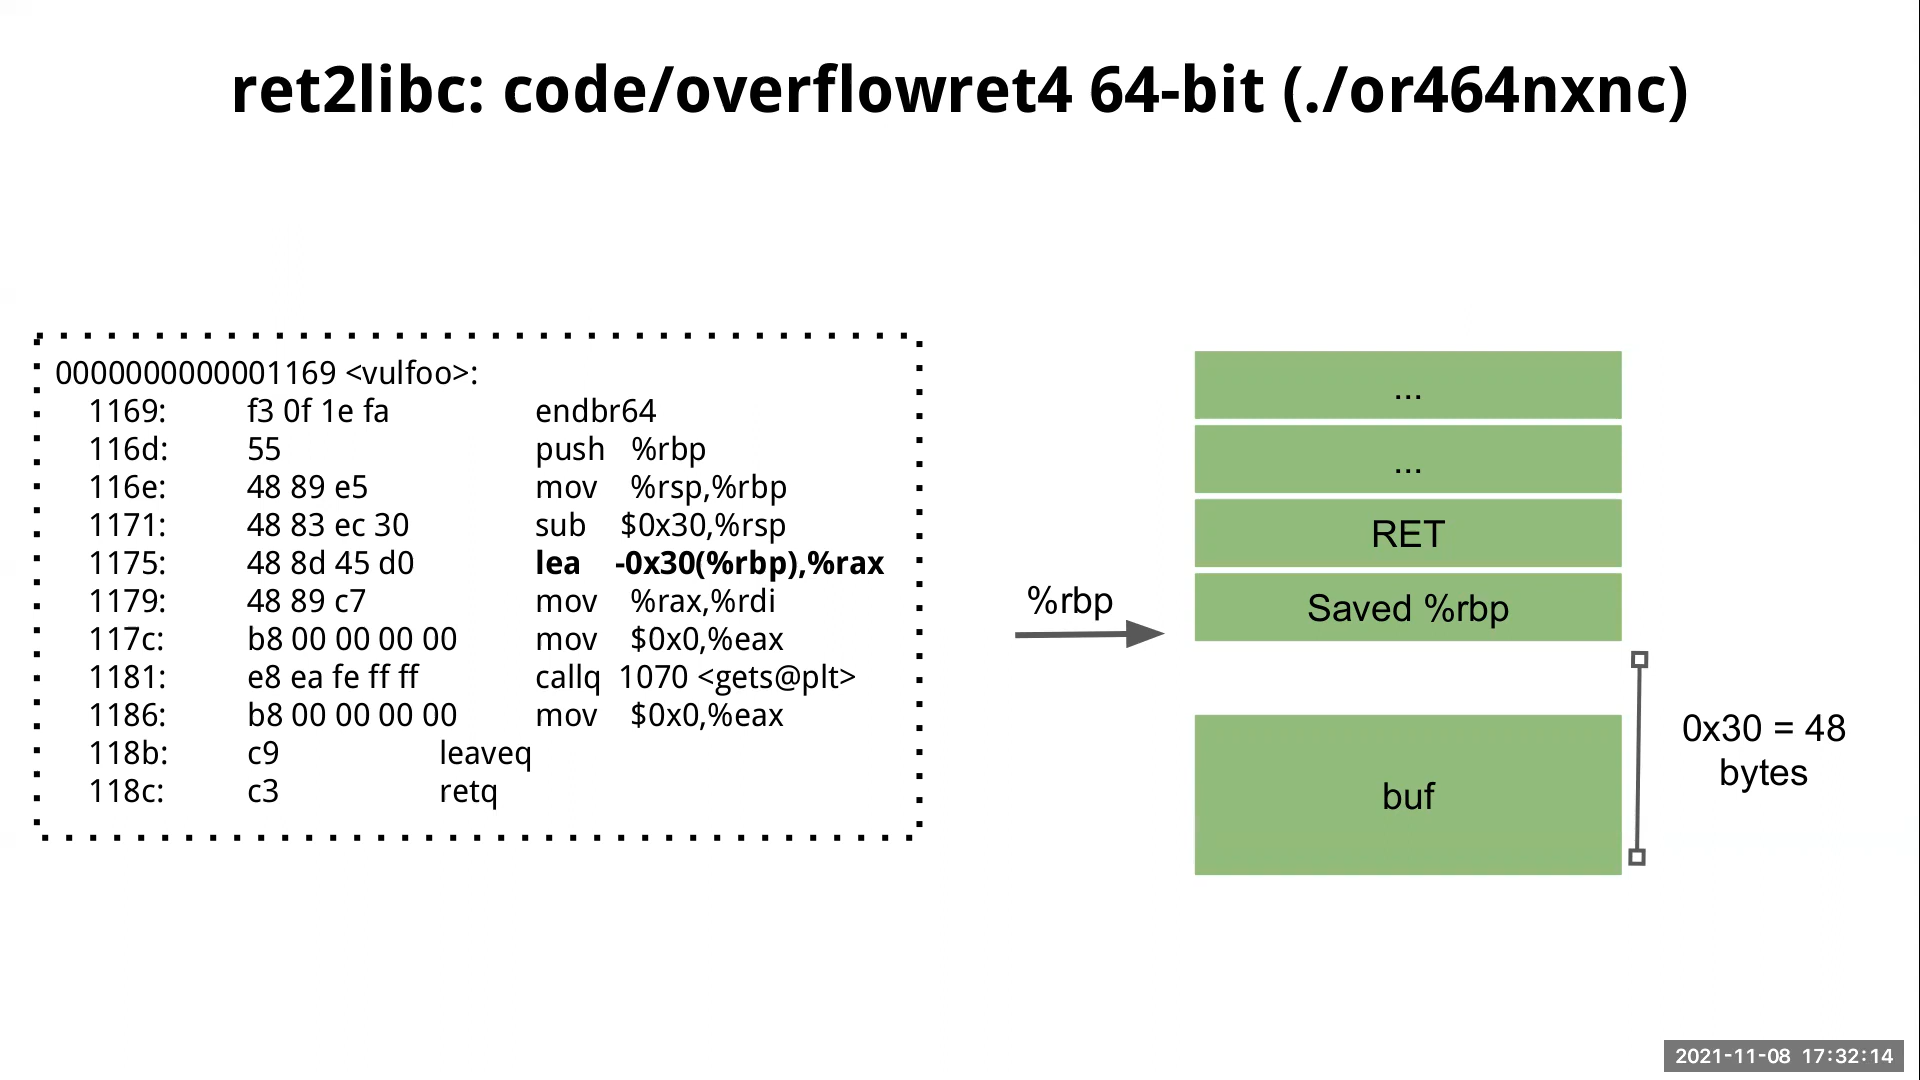 ret2libc: code/overflowret4 64-bit (./or464nxnc)
0000000000001169 <vulfoo>:
1169: f3 0f 1e fa endbr64
116d: 55 push %rbp
116e: 48 89 e5 mov %rsp,%rbp
1171: 48 83 ec 30 sub $0x30,%rsp
1175: 48 8d 45 d0 lea -0x30(%rbp),%rax
1179: 48 89 c7 mov %rax,%rdi
117c: b8 00 00 00 00 mov $0x0,%eax
1181: e8 ea fe ff ff callq 1070 <gets@plt>
1186: b8 00 00 00 00 mov $0x0,%eax
118b: c9 leaveq
118c: c3 retq
%rbp
...
...
RET
Saved %rbp
buf
0x30 = 48
bytes
2021-11-08 17:32:14